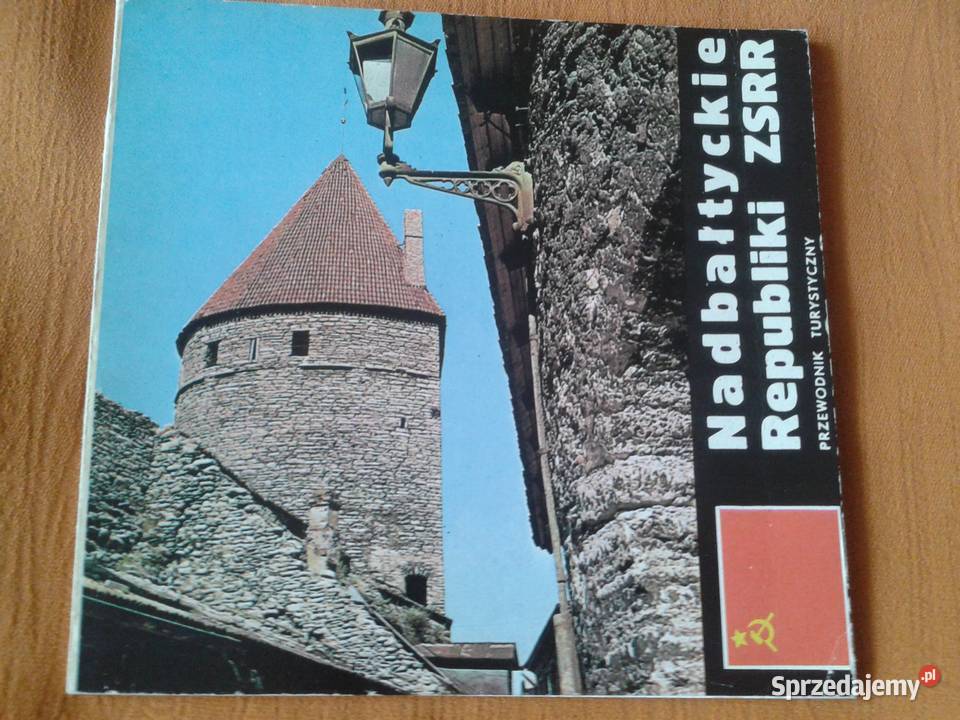 Nadbałtyckie
Republiki ZSRR
PRZEWODNIK TURYSTYCZNY
Sprzedajemy.pl